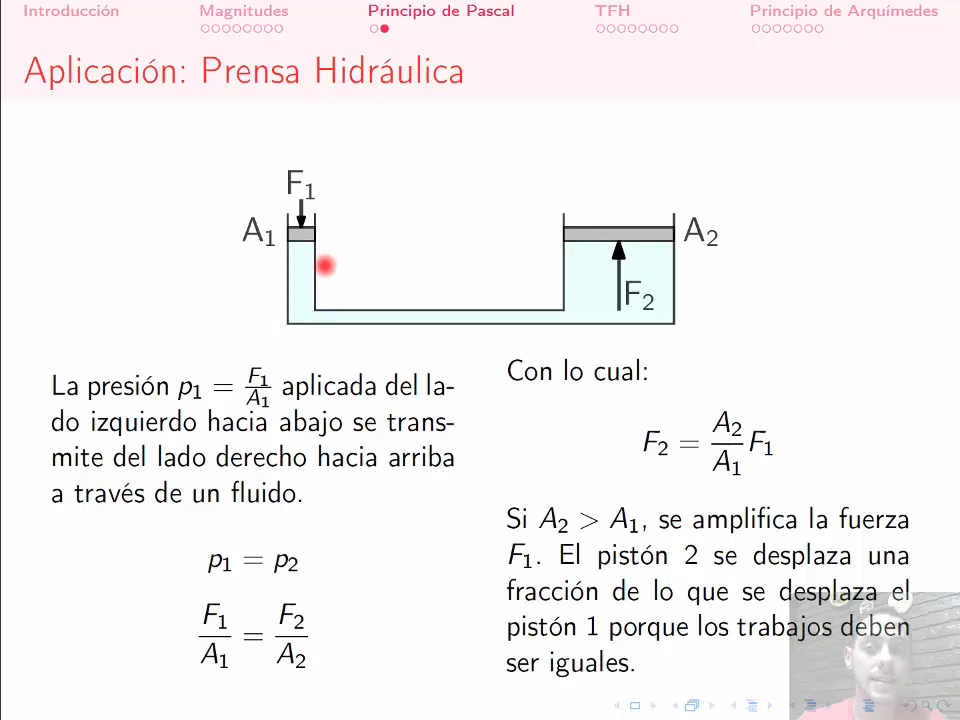 Introducción Magnitudes Principio de Pascal TFH Principio de Arquímedes
Aplicación: Prensa Hidráulica
F1
A1
A2
F2
La presión p1 = F1/A1 aplicada del la-
do izquierdo hacia abajo se trans-
mite del lado derecho hacia arriba
a través de un fluido.
p1 = p2
F1/A1 = F2/A2
Con lo cual:
F2 = A2/A1 F1
Si A2 > A1, se amplifica la fuerza
F1. El pistón 2 se desplaza una
fracción de lo que se desplaza el
pistón 1 porque los trabajos deben
ser iguales.